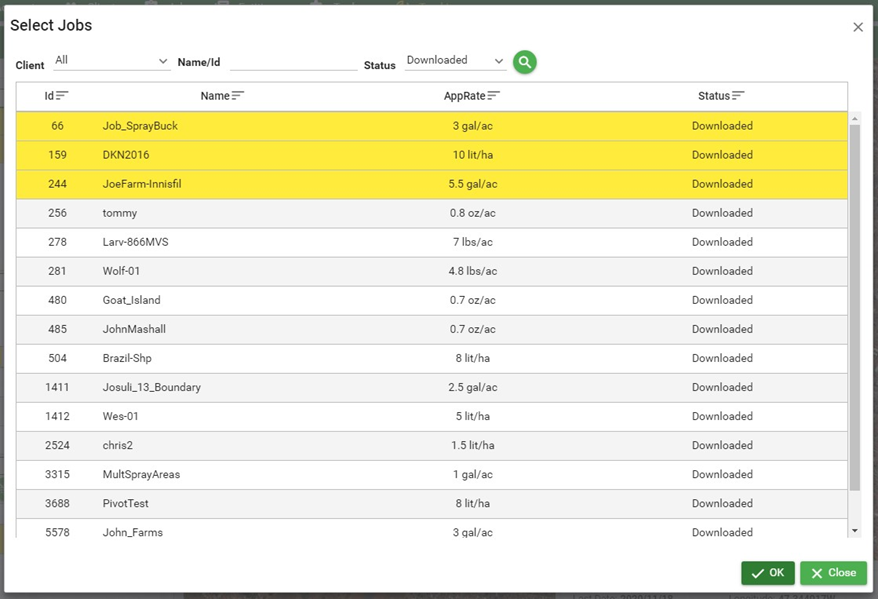 Select Jobs
Client All Name/Id Status Downloaded
Id Name AppRate Status
66 Job_SprayBuck 3 gal/ac Downloaded
159 DKN2016 10 lit/ha Downloaded
244 JoeFarm-Innisfil 5.5 gal/ac Downloaded
256 tommy 0.8 oz/ac Downloaded
278 Larv-866MVS 7 lbs/ac Downloaded
281 Wolf-01 4.8 lbs/ac Downloaded
480 Goat_Island 0.7 oz/ac Downloaded
485 JohnMashall 0.7 oz/ac Downloaded
504 Brazil-Shp 8 lit/ha Downloaded
1411 Josuli_13_Boundary 2.5 gal/ac Downloaded
1412 Wes-01 5 lit/ha Downloaded
2524 chris2 1.5 lit/ha Downloaded
3315 MultSprayAreas 1 gal/ac Downloaded
3688 PivotTest 8 lit/ha Downloaded
5578 John_Farms 3 gal/ac Downloaded
OK Close